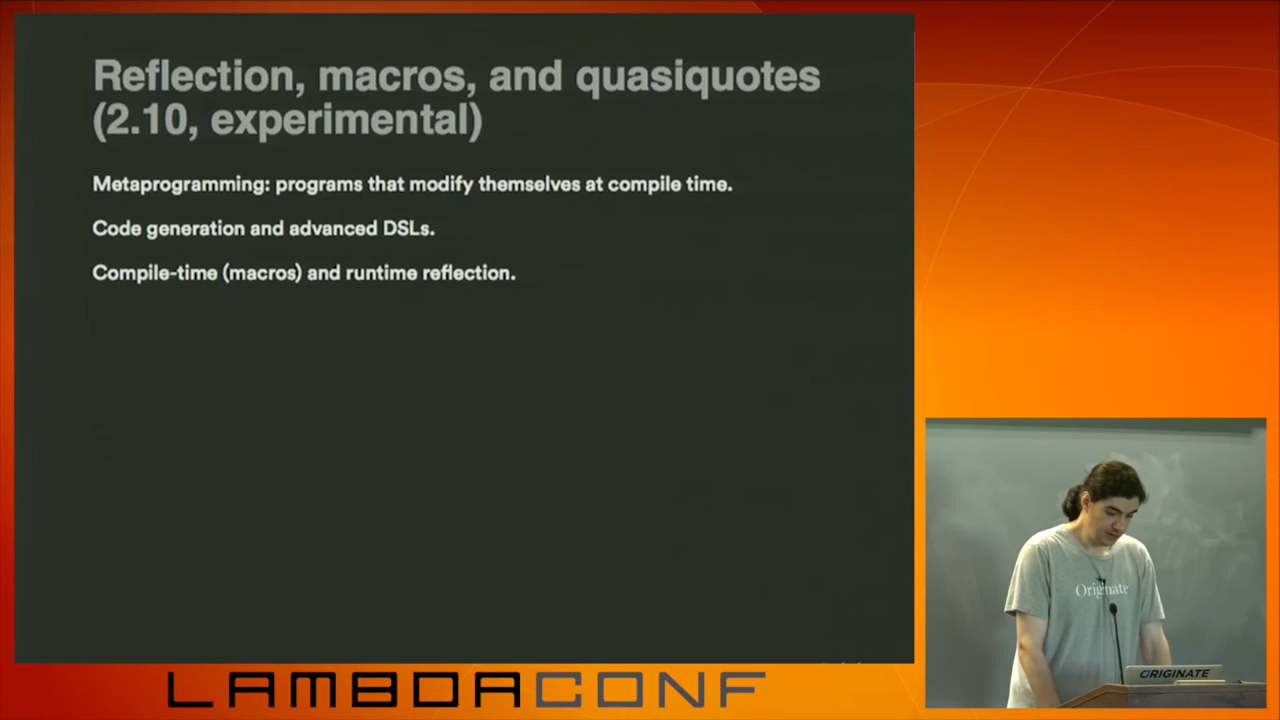 Reflection, macros, and quasiquotes
(2.10, experimental)
Metaprogramming: programs that modify themselves at compile time.
Code generation and advanced DSLs.
Compile-time (macros) and runtime reflection.
Originate
ORIGINATE
LAMBDACONF